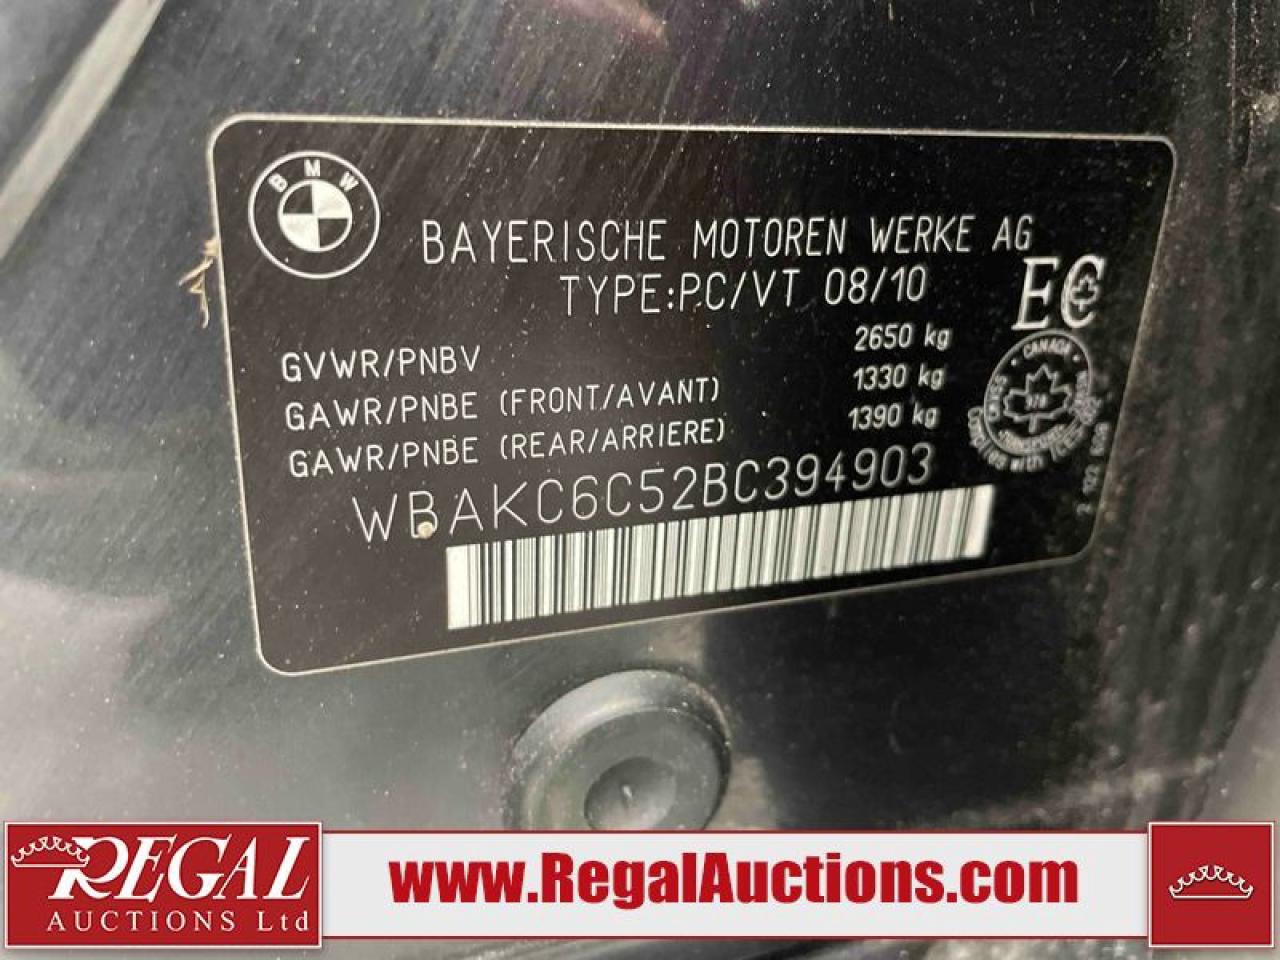 BMW
BAYERISCHE MOTOREN WERKE AG
TYPE:PC/VT 08/10
EC
GVWR/PNBV 2650 kg
GAWR/PNBE (FRONT/AVANT) 1330 kg
GAWR/PNBE (REAR/ARRIERE) 1390 kg
CANADA
WBAKC6C52BC394903
REGAL
AUCTIONS Ltd
www.RegalAuctions.com